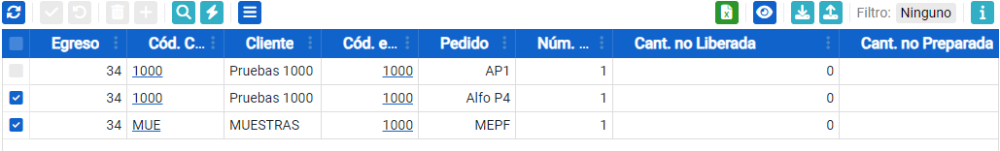 Filtro: Ninguno
Egreso Cód. C... Cliente Cód. e... Pedido Núm. ... Cant. no Liberada Cant. no Preparada
34 1000 Pruebas 1000 1000 AP1 1 0
34 1000 Pruebas 1000 1000 Alfo P4 1 0
34 MUE MUESTRAS 1000 MEPF 1 0